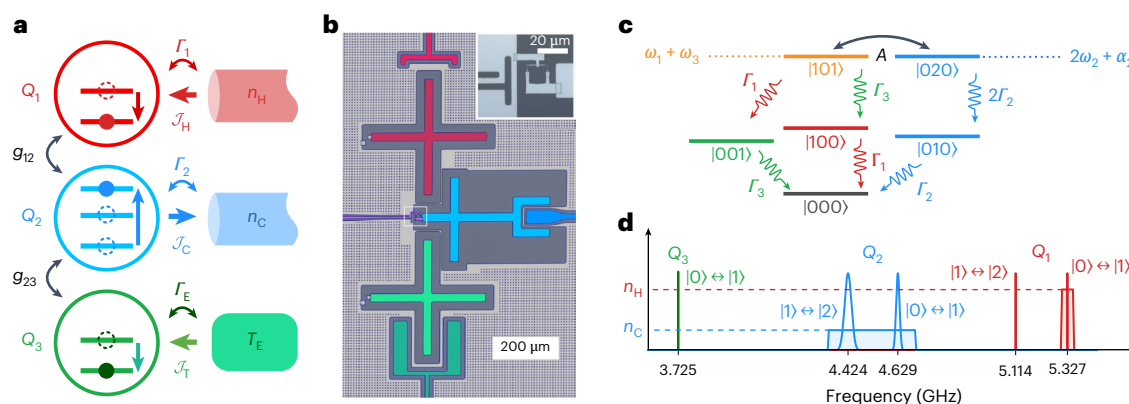 a
Γ1
Q1
nH
𝒥H
g12
Γ2
Q2
nC
𝒥C
g23
ΓE
Q3
TE
𝒥T
b
20 μm
200 μm
c
ω1 + ω3
A
|101⟩
|020⟩
2ω2 + α2
Γ1
Γ3
2Γ2
|001⟩
|100⟩
|010⟩
Γ3
Γ1
Γ2
|000⟩
d
Q3
Q2
Q1
|0⟩ ↔ |1⟩
|1⟩ ↔ |2⟩
|0⟩ ↔ |1⟩
nH
|1⟩ ↔ |2⟩
|0⟩ ↔ |1⟩
nC
3.725
4.424
4.629
5.114
5.327
Frequency (GHz)